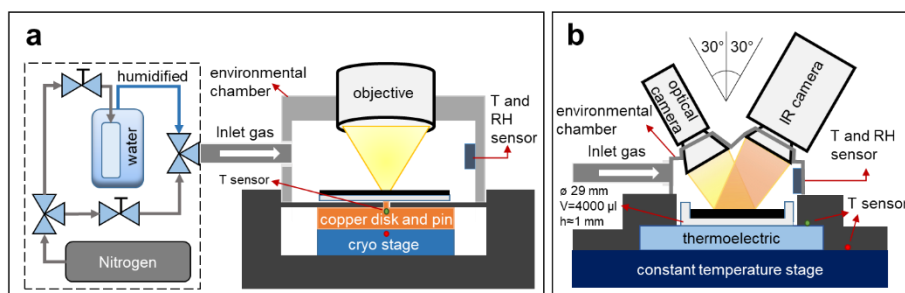 a
humidified
water
Nitrogen
Inlet gas
environmental
chamber
objective
T and
RH
sensor
T sensor
copper disk and pin
cryo stage
b
30° 30°
optical
camera
IR camera
environmental
chamber
Inlet gas
T and RH
sensor
ø 29 mm
V=4000 µl
h≈1 mm
T sensor
thermoelectric
constant temperature stage